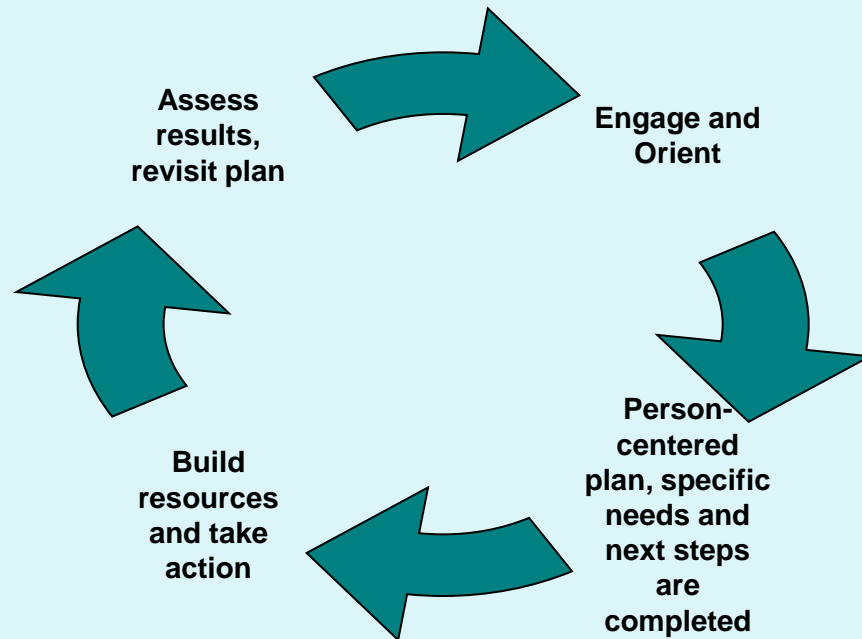 Assess
results,
revisit plan
Engage and
Orient
Person-
centered
plan, specific
needs and
next steps
are
completed
Build
resources
and take
action